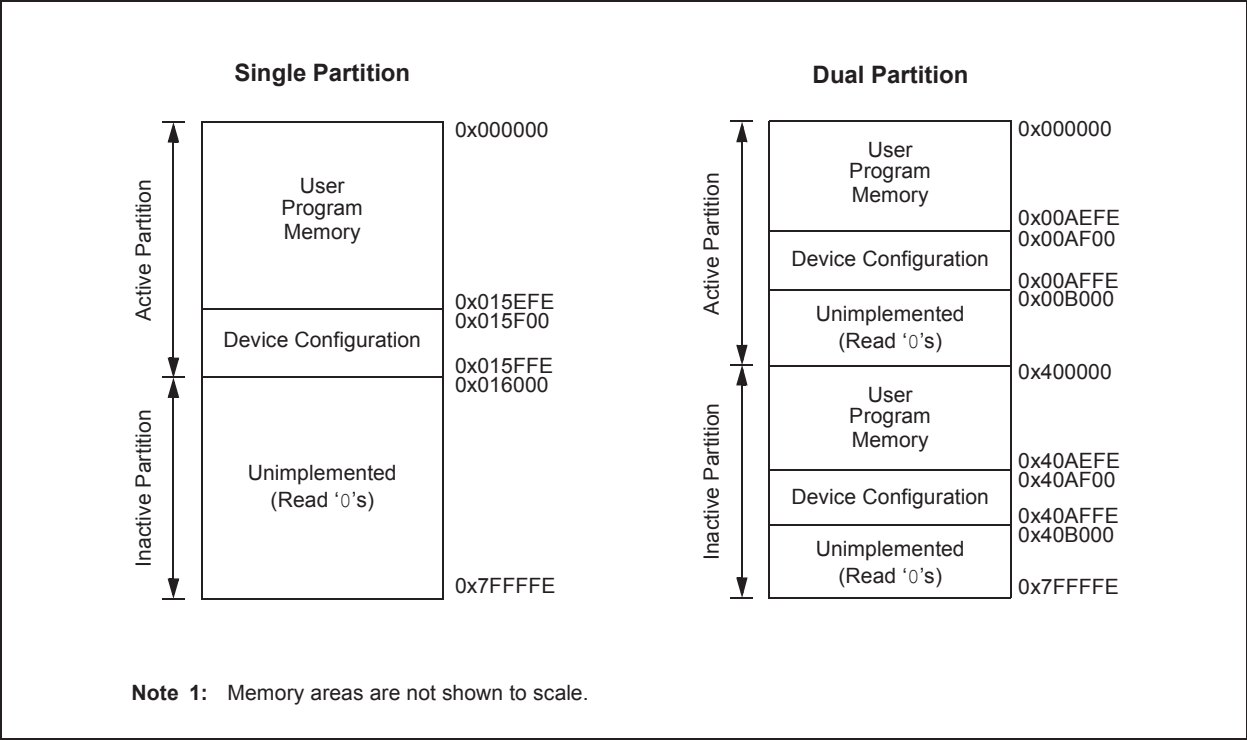 Single Partition
Active Partition
Inactive Partition
User
Program
Memory
Device Configuration
Unimplemented
(Read ‘0’s)
0x000000
0x015EFE
0x015F00
0x015FFE
0x016000
0x7FFFFE
Dual Partition
Active Partition
Inactive Partition
User
Program
Memory
Device Configuration
Unimplemented
(Read ‘0’s)
User
Program
Memory
Device Configuration
Unimplemented
(Read ‘0’s)
0x000000
0x00AEFE
0x00AF00
0x00AFFE
0x00B000
0x400000
0x40AEFE
0x40AF00
0x40AFFE
0x40B000
0x7FFFFE
Note 1: Memory areas are not shown to scale.